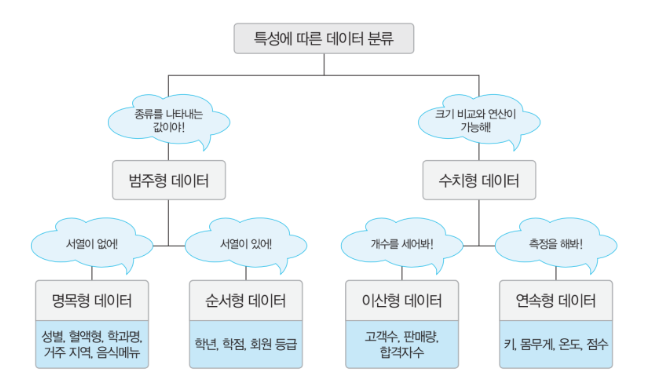 특성에 따른 데이터 분류
종류를 나타내는
값이야!
크기 비교와 연산이
가능해!
범주형 데이터
수치형 데이터
서열이 없어!
서열이 있어!
개수를 세어봐!
측정을 해봐!
명목형 데이터
순서형 데이터
이산형 데이터
연속형 데이터
성별, 혈액형, 학과명,
거주 지역, 음식메뉴
학년, 학점, 회원 등급
고객수, 판매량,
합격자수
키, 몸무게, 온도, 점수